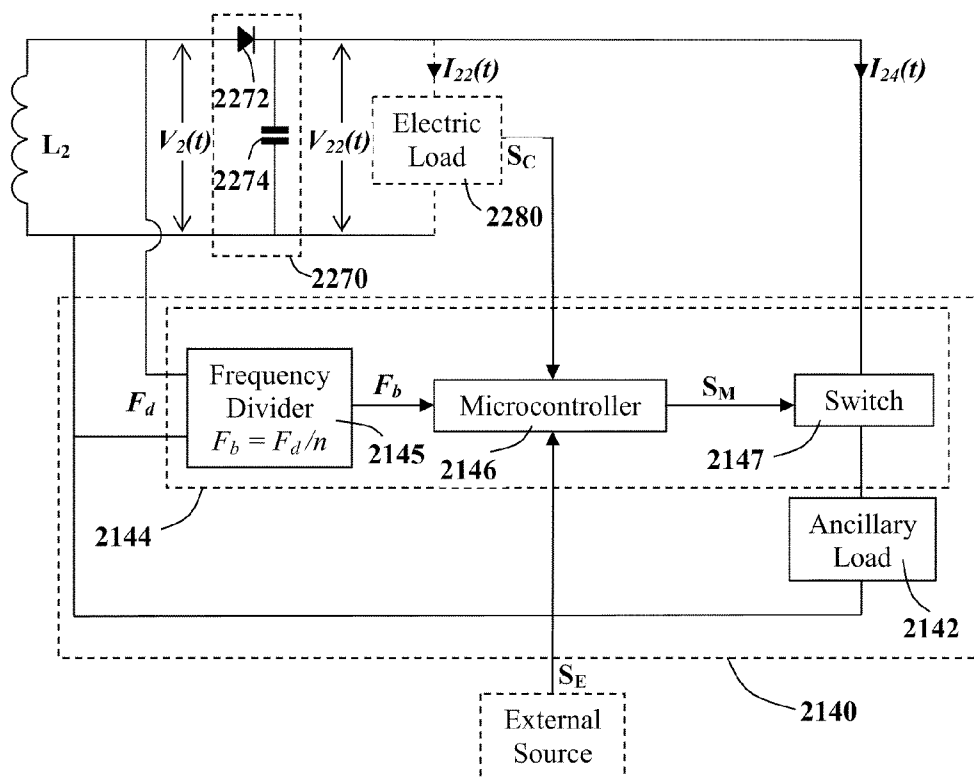 I22(t)
I24(t)
2272
Electric
Load
L2
V2(t)
V22(t)
SC
2274
2280
2270
Frequency
Divider
Fb = Fd/n
Fd
Fb
Microcontroller
SM
Switch
2145
2146
2147
2144
Ancillary
Load
2142
SE
2140
External
Source